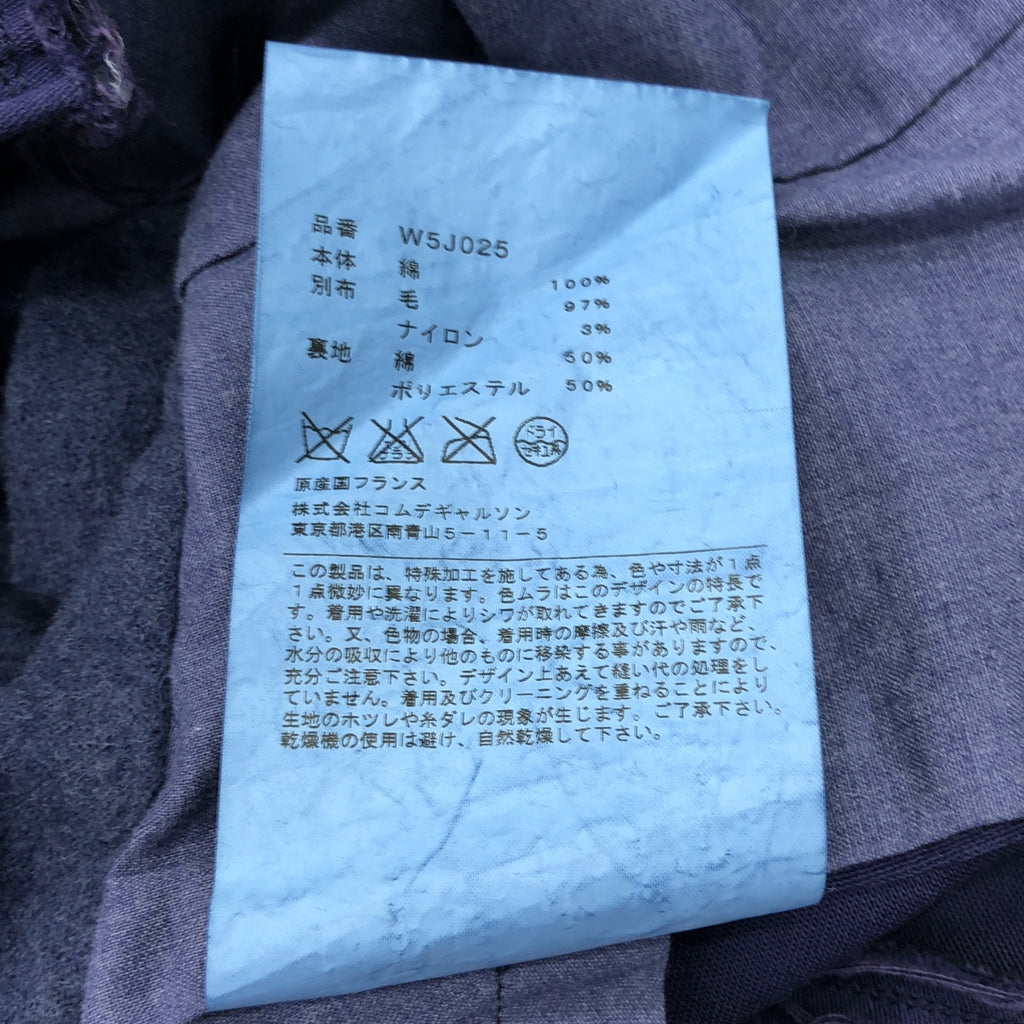 品番 W5J025
本体 綿 100%
別布 毛 97%
ナイロン 3%
裏地 綿 50%
ポリエステル 50%
エンソ
サラシ
ドライ
セキユ系
原産国フランス
株式会社コムデギャルソン
東京都港区南青山5-11-5
この製品は、特殊加工を施してある為、色や寸法が1点
1点微妙に異なります。色ムラはこのデザインの特長で
す。着用や洗濯によりシワが取れてきますのでご了承下
さい。又、色物の場合、着用時の摩擦及び汗や雨など、
水分の吸収により他のものに移染する事がありますので、
充分ご注意下さい。デザイン上あえて縫い代の処理をし
ていません。着用及びクリーニングを重ねることにより
生地のホツレや糸ダレの現象が生じます。ご了承下さい。
乾燥機の使用は避け、自然乾燥して下さい。